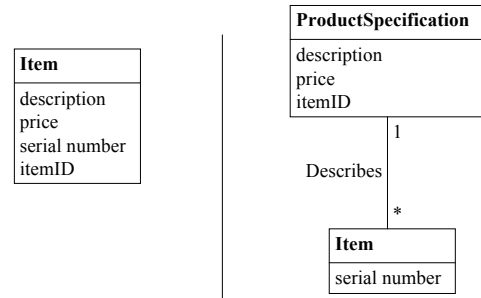 Item
description
price
serial number
itemID
ProductSpecification
description
price
itemID
1
Describes
*
Item
serial number